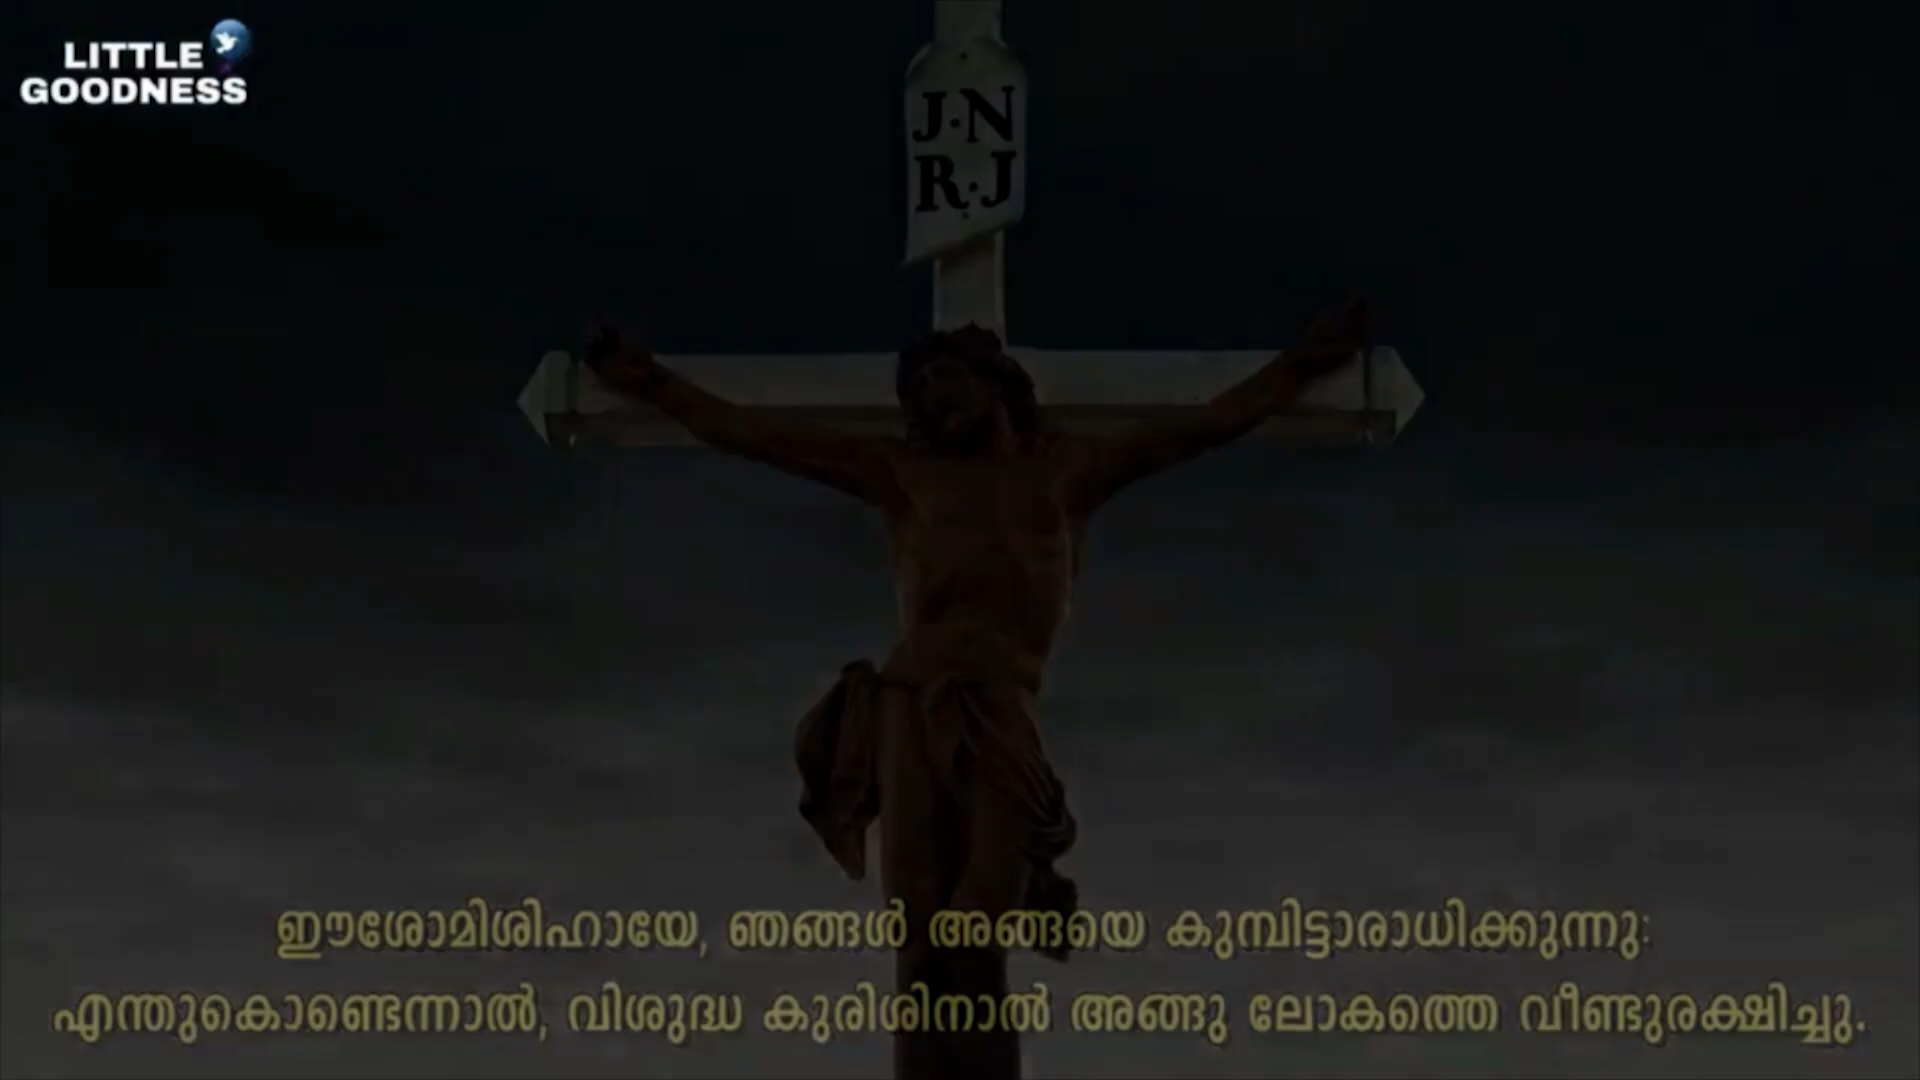 LITTLE
GOODNESS
J·N
R·J
ഈശോമിശിഹായേ, ഞങ്ങൾ അങ്ങയെ കുമ്പിട്ടാരാധിക്കുന്നു:
എന്തുകൊണ്ടെന്നാൽ, വിശുദ്ധ കുരിശിനാൽ അങ്ങു ലോകത്തെ വീണ്ടുരക്ഷിച്ചു.